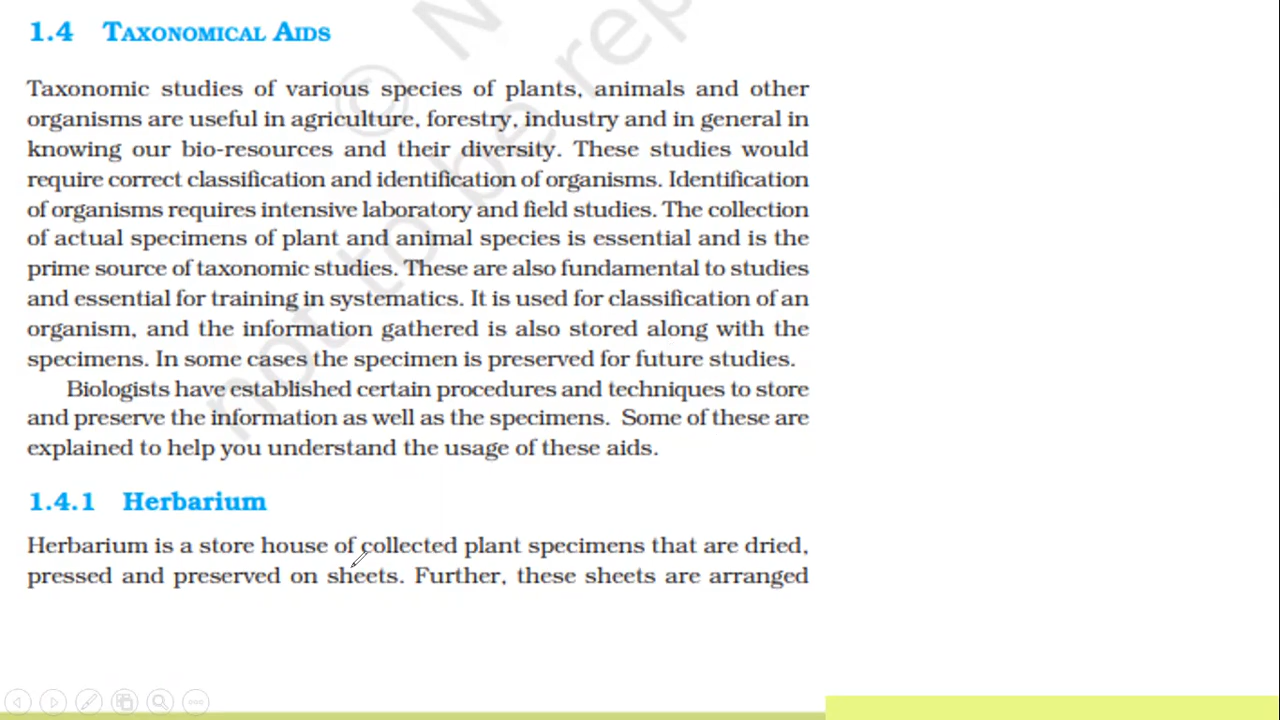 1.4 TAXONOMICAL AIDS
Taxonomic studies of various species of plants, animals and other
organisms are useful in agriculture, forestry, industry and in general in
knowing our bio-resources and their diversity. These studies would
require correct classification and identification of organisms. Identification
of organisms requires intensive laboratory and field studies. The collection
of actual specimens of plant and animal species is essential and is the
prime source of taxonomic studies. These are also fundamental to studies
and essential for training in systematics. It is used for classification of an
organism, and the information gathered is also stored along with the
specimens. In some cases the specimen is preserved for future studies.
Biologists have established certain procedures and techniques to store
and preserve the information as well as the specimens. Some of these are
explained to help you understand the usage of these aids.
1.4.1 Herbarium
Herbarium is a store house of collected plant specimens that are dried,
pressed and preserved on sheets. Further, these sheets are arranged
© N
not to be rep